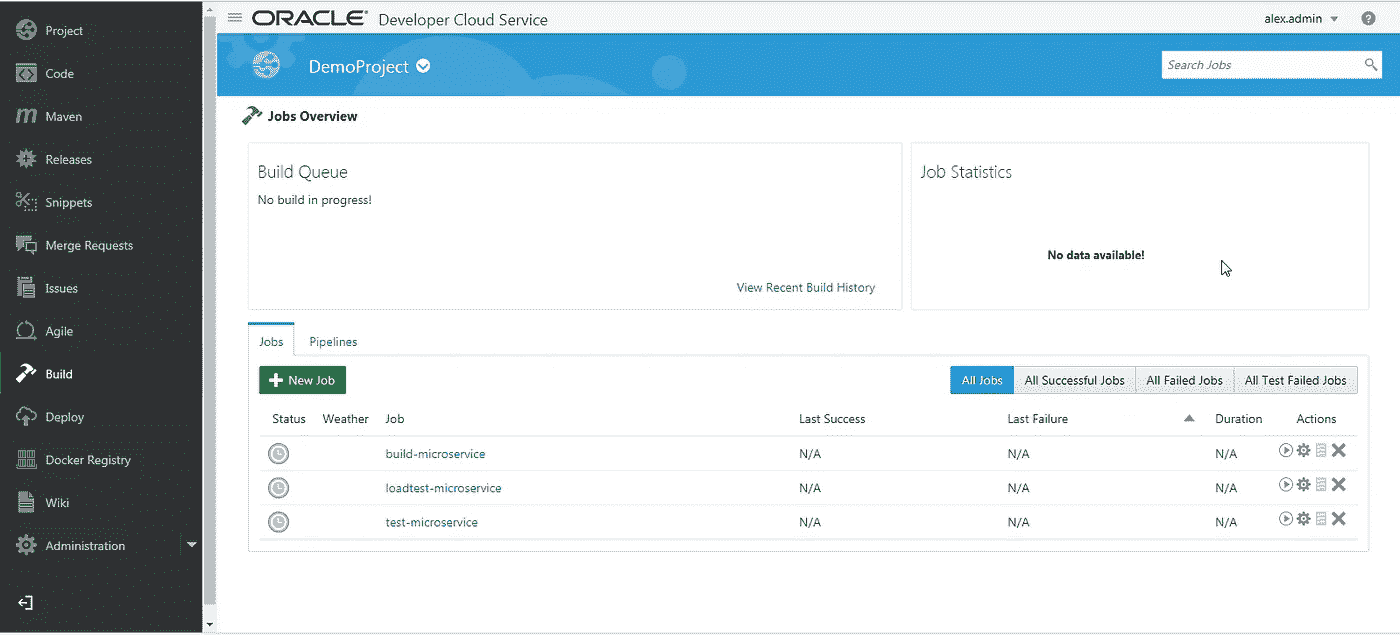 Project
Code
Maven
Releases
Snippets
Merge Requests
Issues
Agile
Build
Deploy
Docker Registry
Wiki
Administration
ORACLE® Developer Cloud Service
alex.admin
?
DemoProject
Search Jobs
Jobs Overview
Build Queue
No build in progress!
View Recent Build History
Job Statistics
No data available!
Jobs Pipelines
New Job
All Jobs All Successful Jobs All Failed Jobs All Test Failed Jobs
Status Weather Job Last Success Last Failure Duration Actions
build-microservice N/A N/A N/A
loadtest-microservice N/A N/A N/A
test-microservice N/A N/A N/A